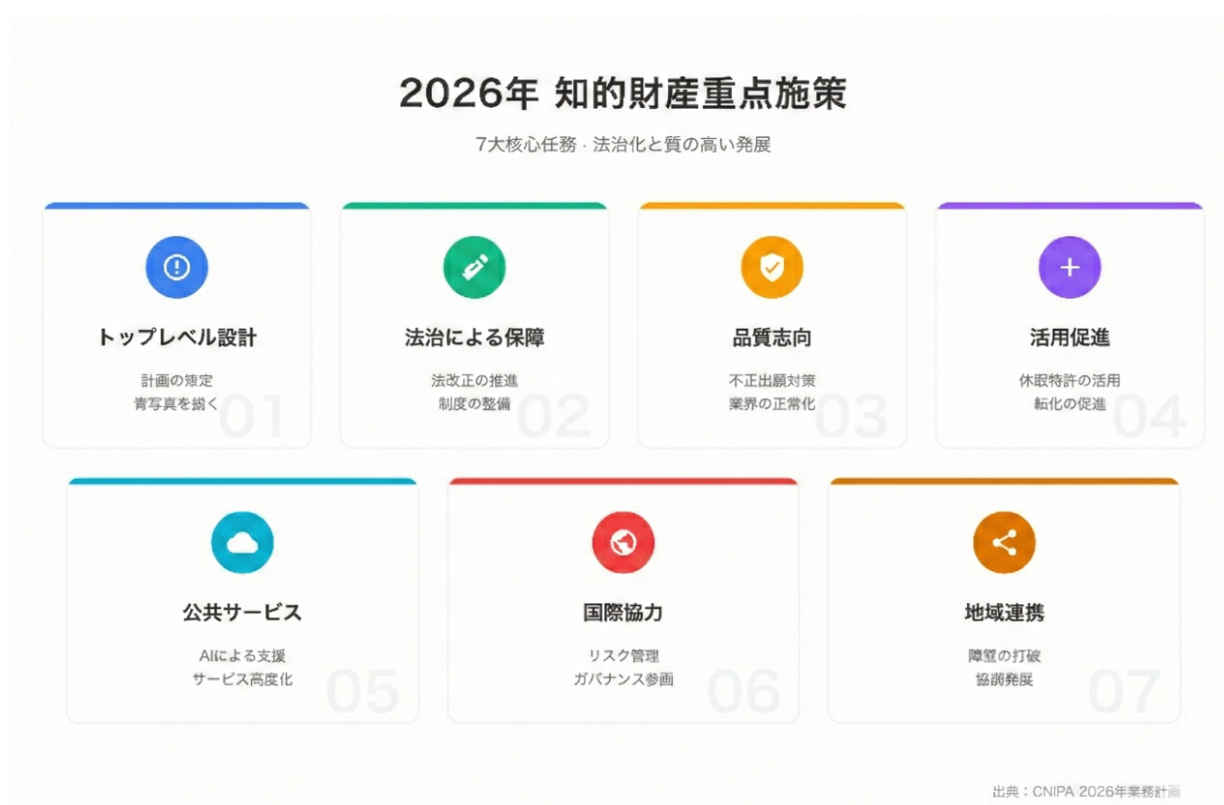 2026年 知的財産重点施策
7大核心任務 · 法治化と質の高い発展
トップレベル設計
計画の策定
青写真を描く
01
法治による保障
法改正の推進
制度の整備
02
品質志向
不正出願対策
業界の正常化
03
活用促進
休眠特許の活用
転化の促進
04
公共サービス
AIによる支援
サービス高度化
05
国際協力
リスク管理
ガバナンス参画
06
地域連携
障壁の打破
協調発展
07
出典：CNIPA 2026年業務計画